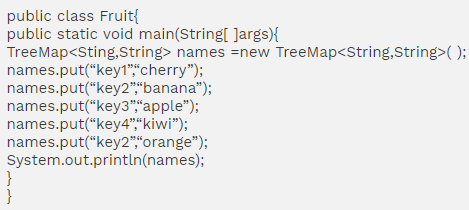 public class Fruit{
public static void main(String[ ]args){
TreeMap<Sting,String> names =new TreeMap<String,String>( );
names.put(“key1”,“cherry”);
names.put(“key2”,“banana”);
names.put(“key3”,“apple”);
names.put(“key4”,“kiwi”);
names.put(“key2”,“orange”);
System.out.println(names);
}
}